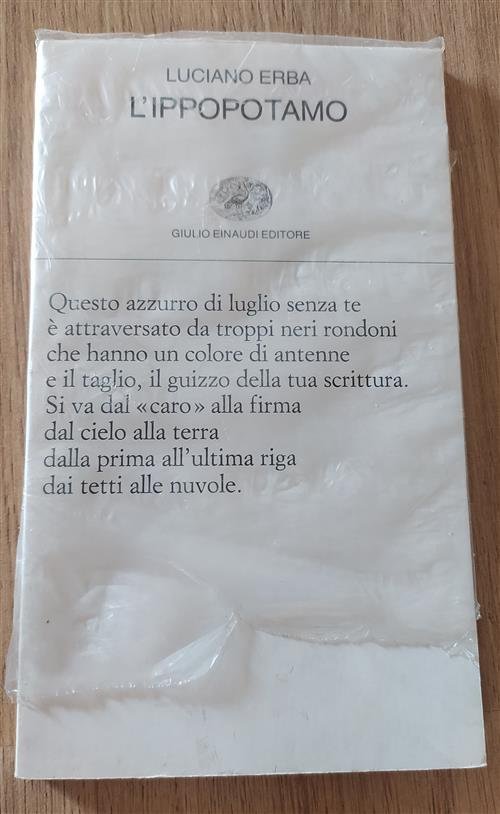 LUCIANO ERBA
L'IPPOPOTAMO
GIULIO EINAUDI EDITORE
Questo azzurro di luglio senza te
è attraversato da troppi neri rondoni
che hanno un colore di antenne
e il taglio, il guizzo della tua scrittura.
Si va dal «caro» alla firma
dal cielo alla terra
dalla prima all'ultima riga
dai tetti alle nuvole.